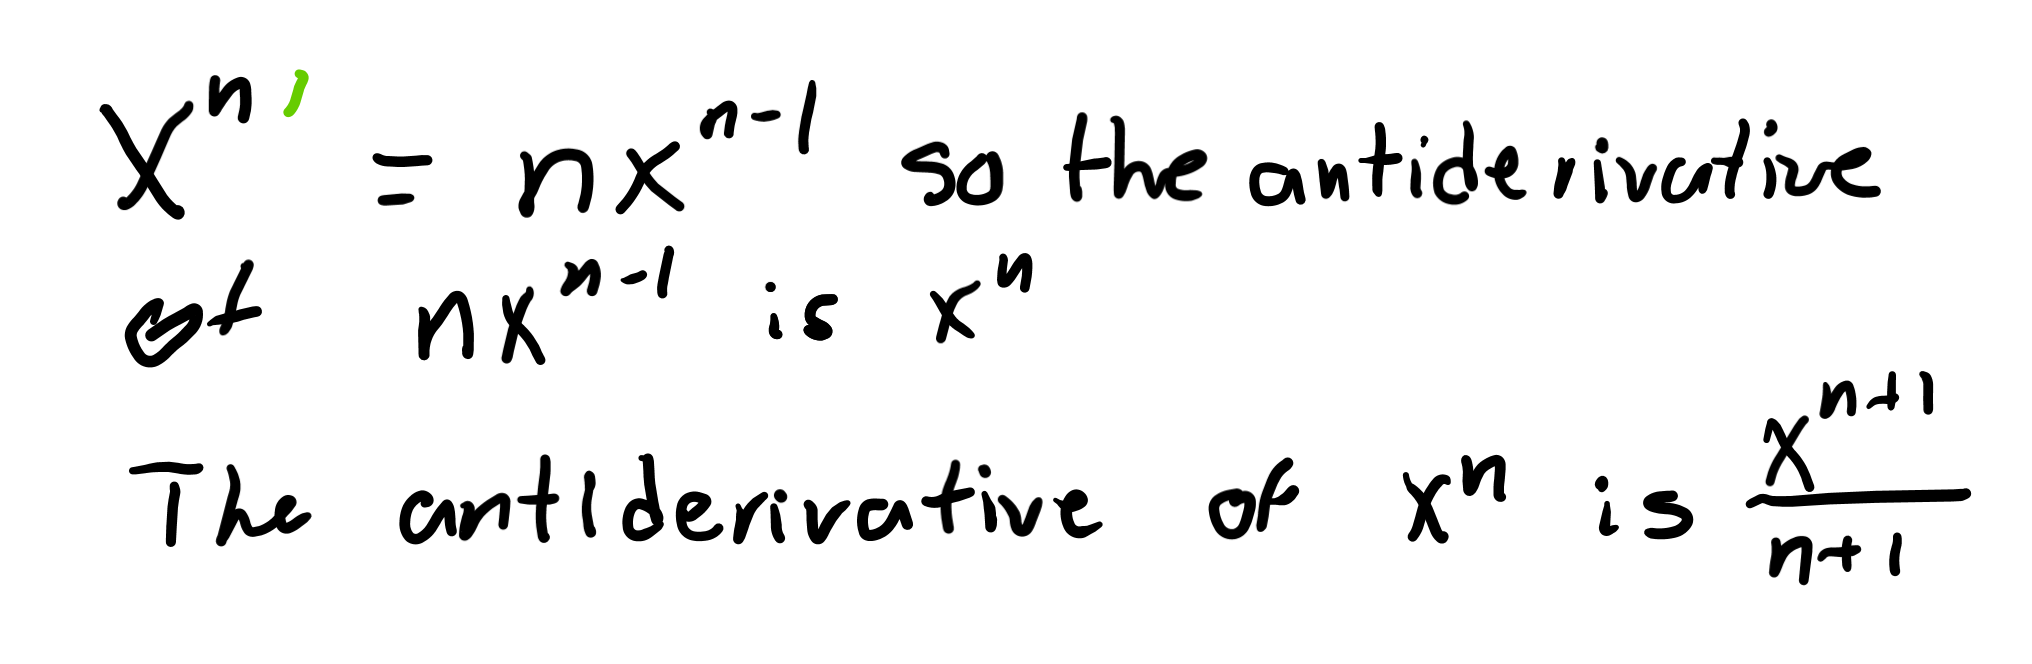 xⁿ' = nxⁿ⁻¹ so the antiderivative
of nxⁿ⁻¹ is xⁿ
The antiderivative of xⁿ is xⁿ⁺¹/n+1